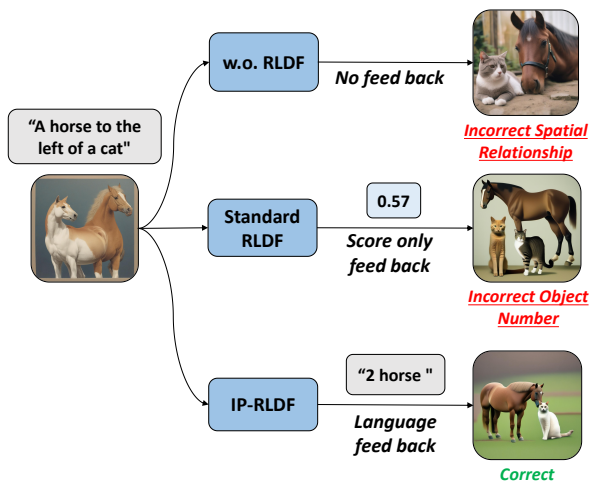 w.o. RLDF
No feed back
Incorrect Spatial
Relationship
“A horse to the
left of a cat"
Standard
RLDF
0.57
Score only
feed back
Incorrect Object
Number
IP-RLDF
“2 horse "
Language
feed back
Correct